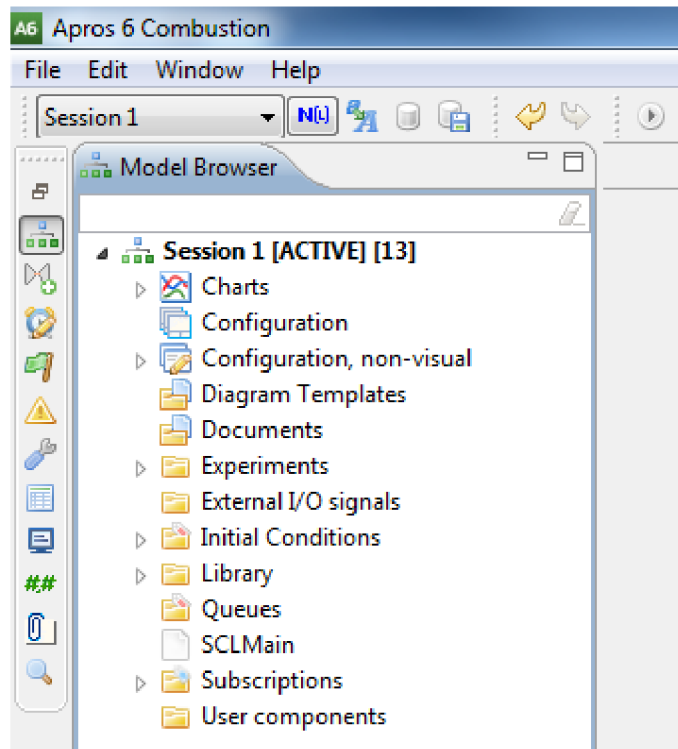 A6 Apros 6 Combustion
File Edit Window Help
Session 1 N(L) A
Model Browser
Session 1 [ACTIVE] [13]
Charts
Configuration
Configuration, non-visual
Diagram Templates
Documents
Experiments
External I/O signals
Initial Conditions
Library
#,# Queues
SCLMain
Subscriptions
User components